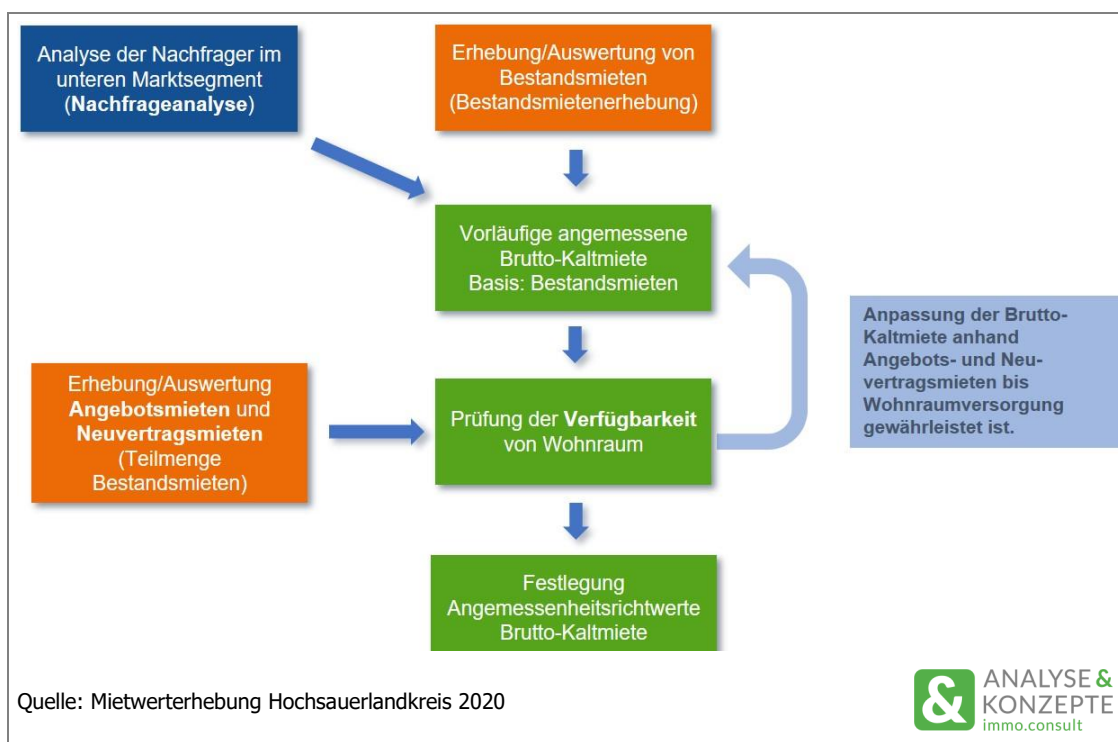 Analyse der Nachfrager im
unteren Marktsegment
(Nachfrageanalyse)
Erhebung/Auswertung von
Bestandsmieten
(Bestandsmietenerhebung)
Vorläufige angemessene
Brutto-Kaltmiete
Basis: Bestandsmieten
Anpassung der Brutto-
Kaltmiete anhand
Angebots- und Neu-
vertragsmieten bis
Wohnraumversorgung
gewährleistet ist.
Erhebung/Auswertung
Angebotsmieten und
Neuvertragsmieten
(Teilmenge
Bestandsmieten)
Prüfung der Verfügbarkeit
von Wohnraum
Festlegung
Angemessenheitsrichtwerte
Brutto-Kaltmiete
Quelle: Mietwerterhebung Hochsauerlandkreis 2020
&
ANALYSE &
KONZEPTE
immo.consult